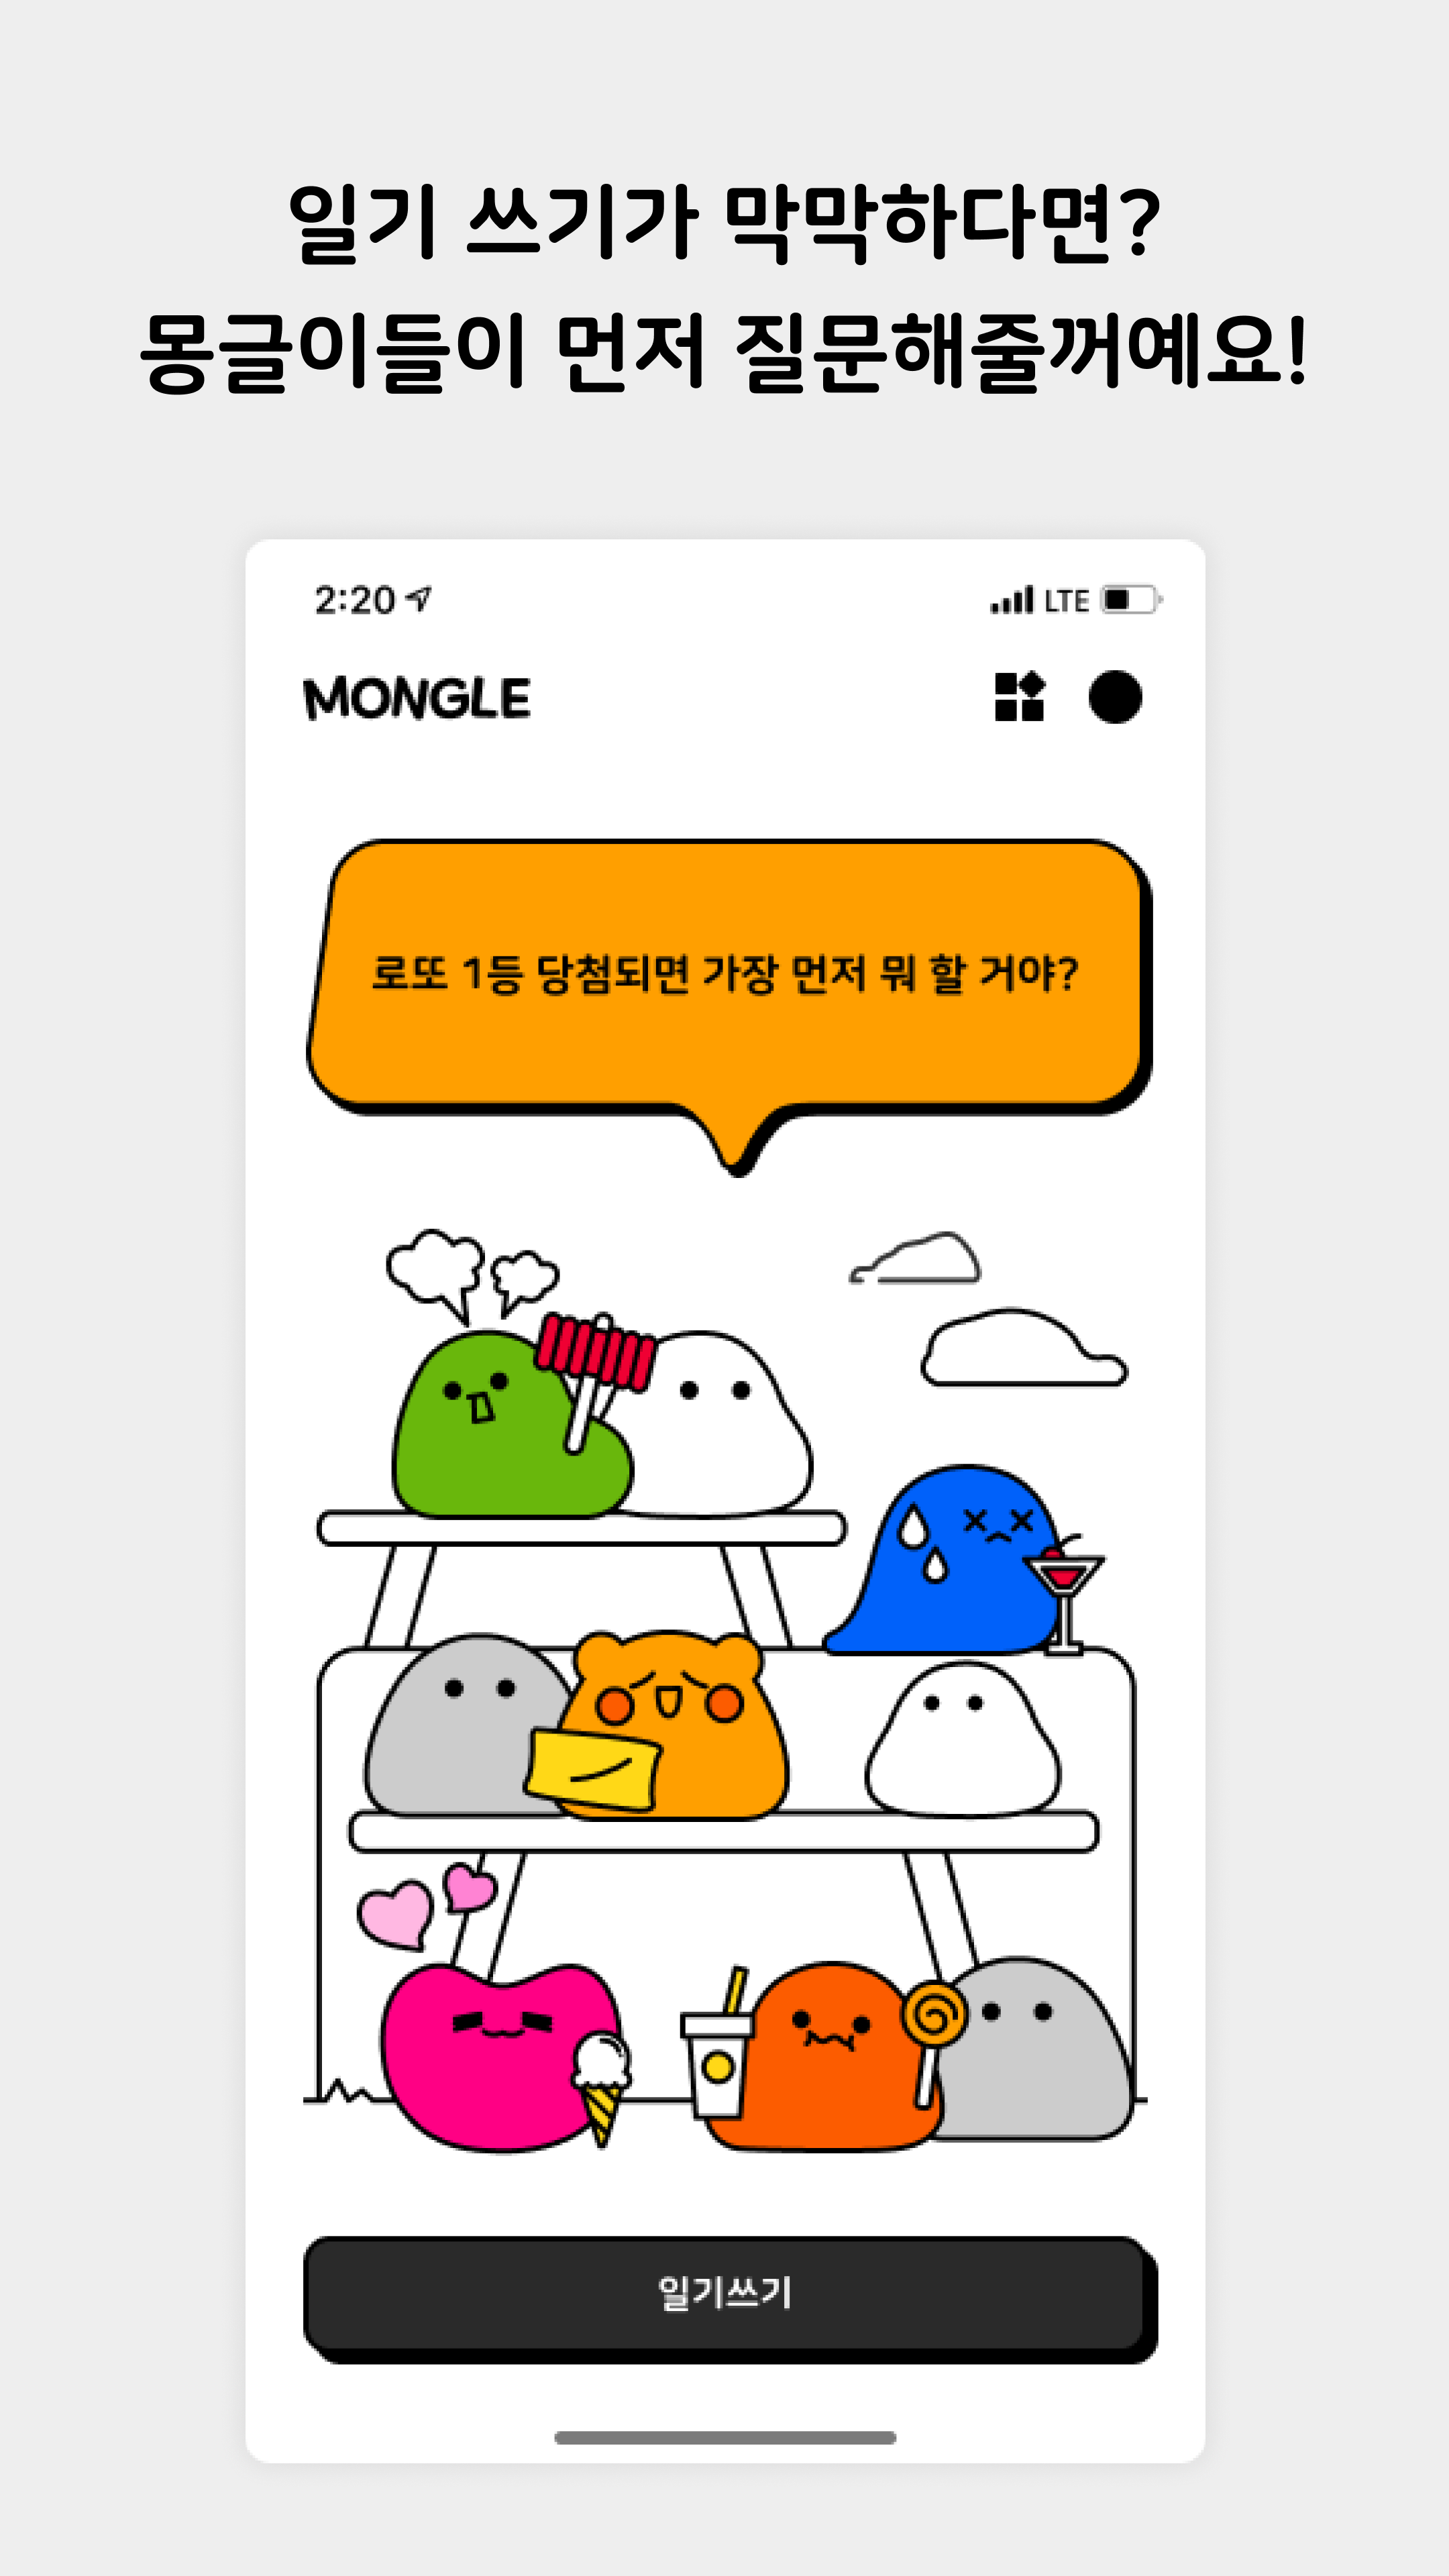 일기 쓰기가 막막하다면?
몽글이들이 먼저 질문해줄꺼예요!
2:20 LTE
MONGLE
로또 1등 당첨되면 가장 먼저 뭐 할 거야?
일기쓰기